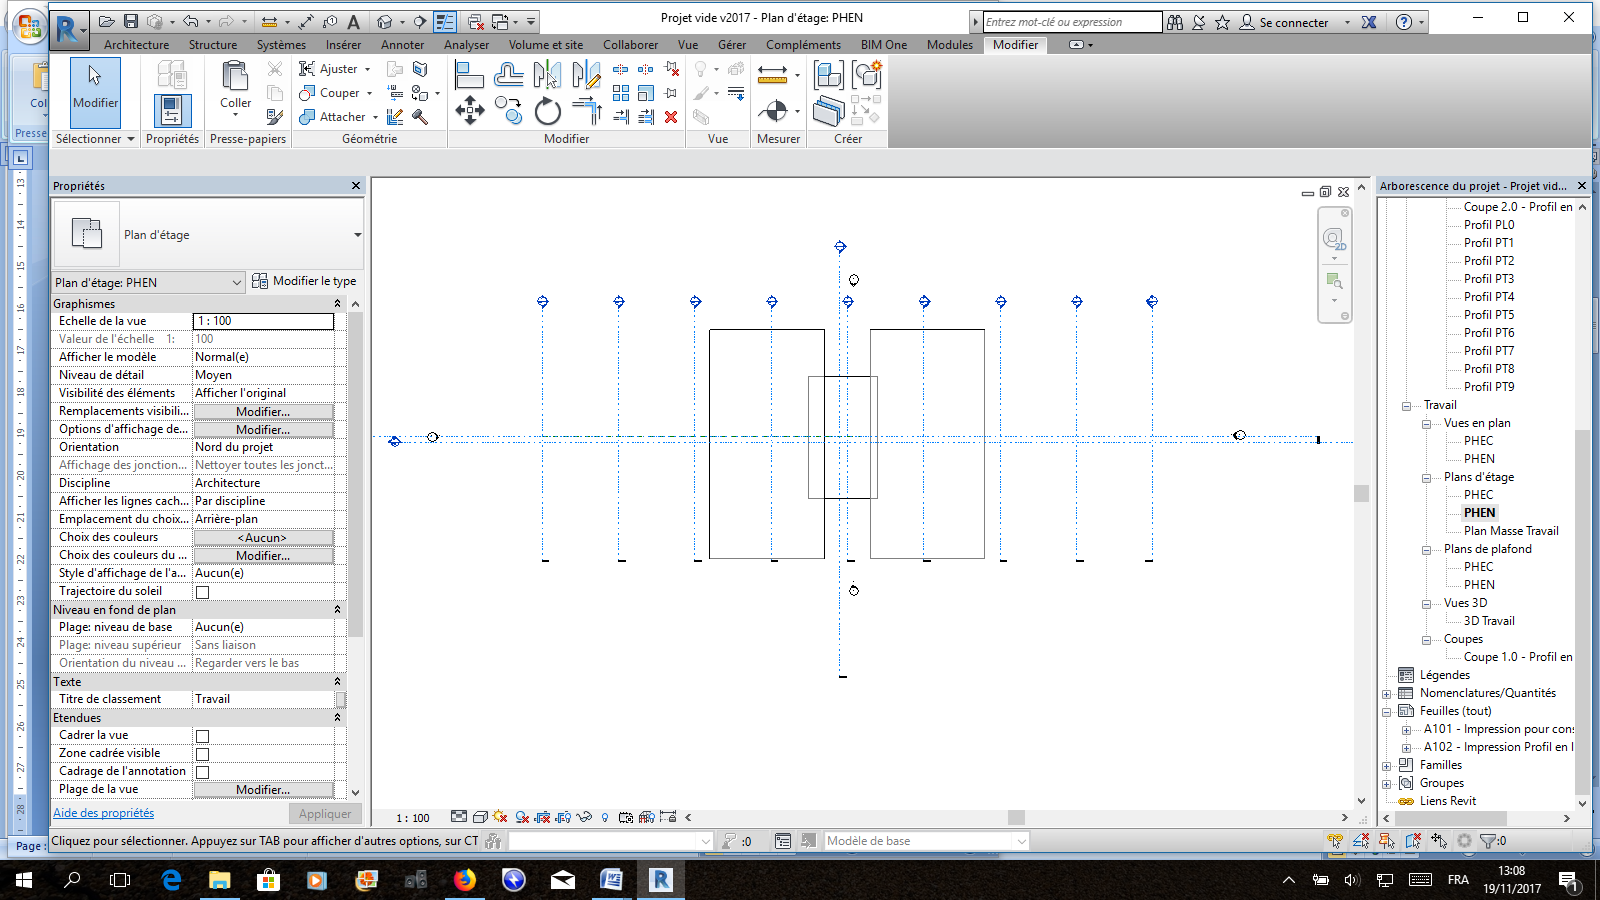 Projet vide v2017 - Plan d'étage: PHEN
Entrez mot-clé ou expression
Se connecter
Architecture
Structure
Systèmes
Insérer
Annoter
Analyser
Volume et site
Collaborer
Vue
Gérer
Compléments
BIM One
Modules
Modifier
Modifier
Coller
Ajuster
Couper
Attacher
Sélectionner
Propriétés
Presse-papiers
Géométrie
Modifier
Vue
Mesurer
Créer
Col
Presse
Propriétés
Plan d'étage
Plan d'étage: PHEN
Modifier le type
Graphismes
Echelle de la vue 1 : 100
Valeur de l'échelle 1: 100
Afficher le modèle Normal(e)
Niveau de détail Moyen
Visibilité des éléments Afficher l'original
Remplacements visibili... Modifier...
Options d'affichage de... Modifier...
Orientation Nord du projet
Affichage des jonction... Nettoyer toutes les jonct...
Discipline Architecture
Afficher les lignes cach... Par discipline
Emplacement du choix... Arrière-plan
Choix des couleurs <Aucun>
Choix des couleurs du ... Modifier...
Style d'affichage de l'a... Aucun(e)
Trajectoire du soleil
Niveau en fond de plan
Plage: niveau de base Aucun(e)
Plage: niveau supérieur Sans liaison
Orientation du niveau ... Regarder vers le bas
Texte
Titre de classement Travail
Etendues
Cadrer la vue
Zone cadrée visible
Cadrage de l'annotation
Plage de la vue Modifier...
Aide des propriétés
Appliquer
2D
1 : 100
Arborescence du projet - Projet vid...
Coupe 2.0 - Profil en
Profil PL0
Profil PT1
Profil PT2
Profil PT3
Profil PT4
Profil PT5
Profil PT6
Profil PT7
Profil PT8
Profil PT9
Travail
Vues en plan
PHEC
PHEN
Plans d'étage
PHEC
PHEN
Plan Masse Travail
Plans de plafond
PHEC
PHEN
Vues 3D
3D Travail
Coupes
Coupe 1.0 - Profil en
Légendes
Nomenclatures/Quantités
Feuilles (tout)
A101 - Impression pour con
A102 - Impression Profil en l
Familles
Groupes
Liens Revit
Page :
Cliquez pour sélectionner. Appuyez sur TAB pour afficher d'autres options, sur CT
:0
Modèle de base
:0
FRA
13:08
19/11/2017
1